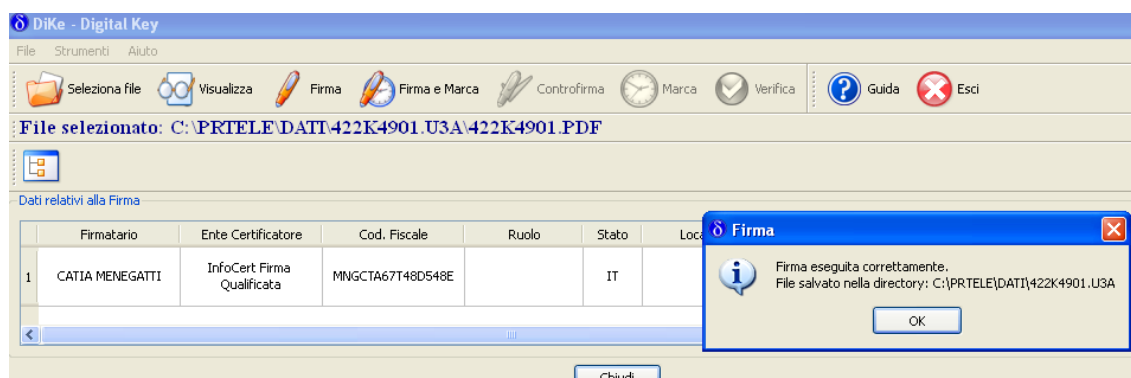 δ DiKe - Digital Key
File Strumenti Aiuto
Seleziona file Visualizza Firma Firma e Marca Controfirma Marca Verifica Guida Esci
File selezionato: C:\PRTELE\DATI\422K4901.U3A\422K4901.PDF
Dati relativi alla Firma
Firmatario Ente Certificatore Cod. Fiscale Ruolo Stato
1 CATIA MENEGATTI InfoCert Firma Qualificata MNGCTA67T48D548E IT
δ Firma
Firma eseguita correttamente.
File salvato nella directory: C:\PRTELE\DATI\422K4901.U3A
OK
Chiudi